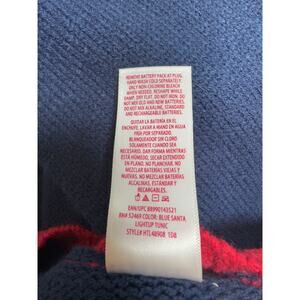 REMOVE BATTERY PACK AT PLUG.
HAND WASH COLD SEPARATELY
ONLY NON-CHLORINE BLEACH
WHEN NEEDED. RESHAPE WHILE
DAMP. DRY FLAT. DO NOT IRON. DO
NOT MIX OLD AND NEW BATTERIES.
DO NOT MIX ALKALINE, STANDARD
AND RECHARGEABLE BATTERIES.
QUITAR LA BATERÍA EN EL
ENCHUFE, LAVAR A MANO EN AGUA
FRÍA POR SEPARADO
BLANQUEADOR SIN CLORO
SOLAMENTE CUANDO SEA
NECESARIO. DAR FORMA MIENTRAS
ESTÁ HÚMEDO, SECAR EXTENDIDO
EN PLANO. NO PLANCHAR. NO
MEZCLAR BATERÍAS VIEJAS Y
NUEVAS. NO MEZCLAR BATERÍAS
ALCALINAS, ESTÁNDAR Y
RECARGABLES.
EAN/UPC 889901143521
RN# 52469 COLOR: BLUE SANTA
LIGHTUP TUNIC
STYLE# HTL48908 1D8